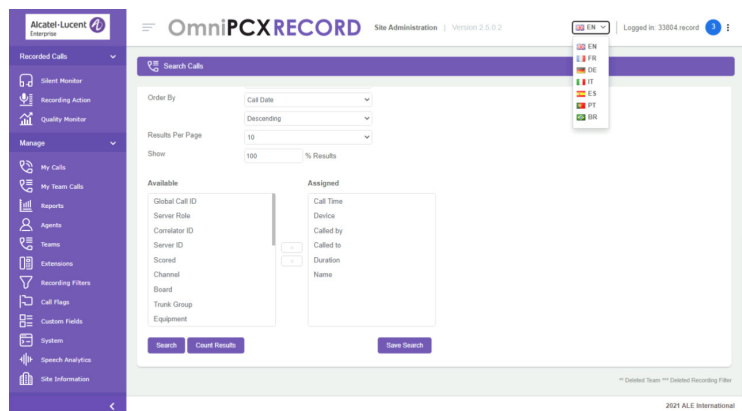 Alcatel-Lucent
Enterprise
OmniPCX RECORD
Site Administration | Version 2.5.0.2
EN
Logged in: 33804 record
3
EN
FR
DE
IT
ES
PT
BR
Recorded Calls
Silent Monitor
Recording Action
Quality Monitor
Manage
My Calls
My Team Calls
Reports
Agents
Teams
Extensions
Recording Filters
Call Flags
Custom Fields
System
Speech Analytics
Site Information
Search Calls
Order By
Call Date
Descending
Results Per Page
10
Show
100
% Results
Available
Global Call ID
Server Role
Correlator ID
Server ID
Scored
Channel
Board
Trunk Group
Equipment
Assigned
Call Time
Device
Called by
Called to
Duration
Name
Search
Count Results
Save Search
** Deleted Team *** Deleted Recording Filter
2021 ALE International